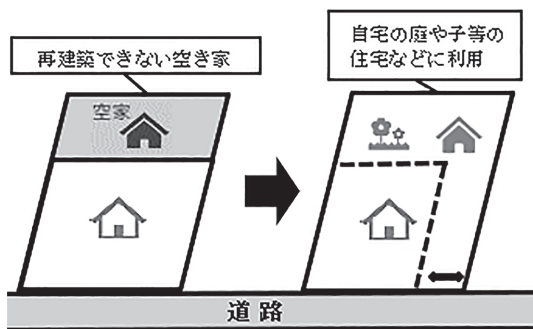 再建築できない空き家
空家
自宅の庭や子等の
住宅などに利用
道路